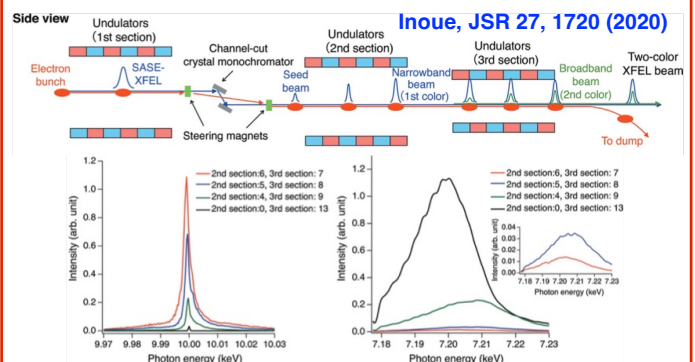 Side view
Inoue, JSR 27, 1720 (2020)
Undulators
(1st section)
Undulators
(2nd section)
Undulators
(3rd section)
Channel-cut
crystal monochromator
Electron
bunch
SASE-
XFEL
Seed
beam
Narrowband
beam
(1st color)
Broadband
beam
(2nd color)
Two-color
XFEL beam
Steering magnets
To dump
Intensity (arb. unit)
1.2
1.0
0.8
0.6
0.4
0.2
0.0
2nd section:6, 3rd section: 7
2nd section:5, 3rd section: 8
2nd section:4, 3rd section: 9
2nd section:0, 3rd section: 13
9.97 9.98 9.99 10.00 10.01 10.02 10.03
Photon energy (keV)
Intensity (arb. unit)
1.2
1.0
0.8
0.6
0.4
0.2
0.0
2nd section:6, 3rd section: 7
2nd section:5, 3rd section: 8
2nd section:4, 3rd section: 9
2nd section:0, 3rd section: 13
Intensity (arb. unit)
0.04
0.03
0.02
0.01
0.00
7.18 7.19 7.20 7.21 7.22 7.23
Photon energy (keV)
7.18 7.19 7.20 7.21 7.22 7.23
Photon energy (keV)